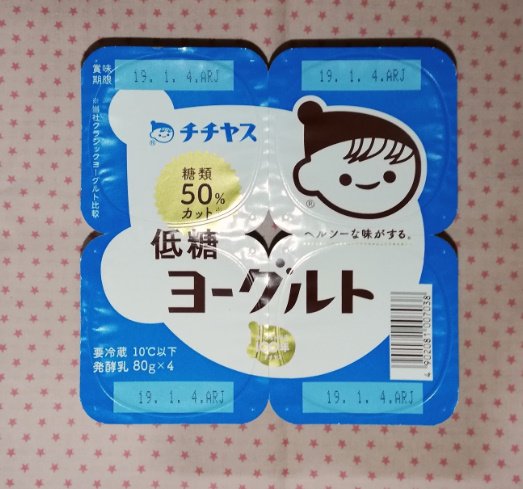 賞味
期限
19. 1. 4.ARJ
19. 1. 4.ARJ
※当社クラシックヨーグルト比較
® チチヤス
糖類
50%
カット※
®
低糖
ヘルシーな味がする。
ヨーグルト
要冷蔵 10℃以下
発酵乳 80g×4
4902081007038
19. 1. 4.ARJ
19. 1. 4.ARJ